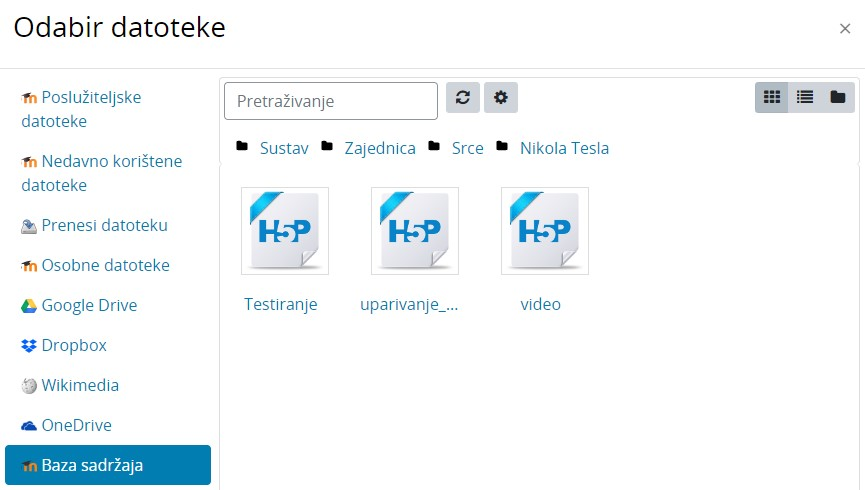 Odabir datoteke
×
Poslužiteljske
datoteke
Nedavno korištene
datoteke
Prenesi datoteku
Osobne datoteke
Google Drive
Dropbox
Wikimedia
OneDrive
Baza sadržaja
Pretraživanje
Sustav Zajednica Srce Nikola Tesla
H5P H5P H5P
Testiranje uparivanje_... video